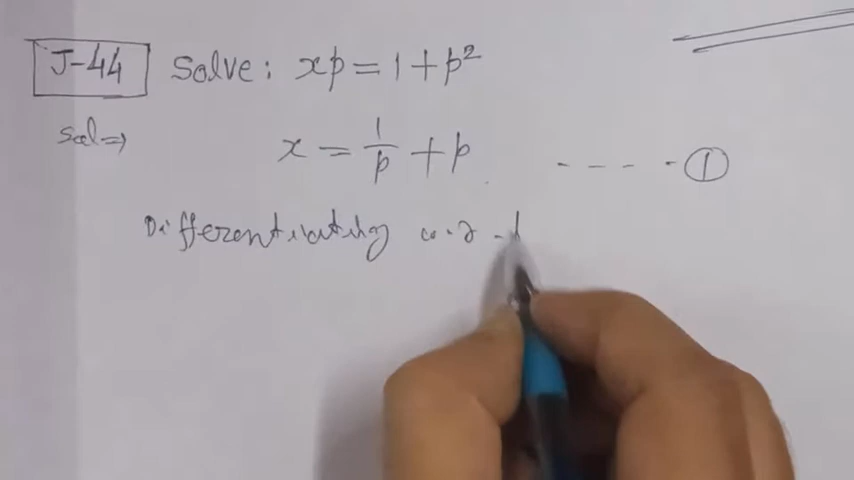 J-44 Solve: xp = 1 + p²
Sol ⇒ x = 1/p + p - - - - ①
Differentiating w.r.t